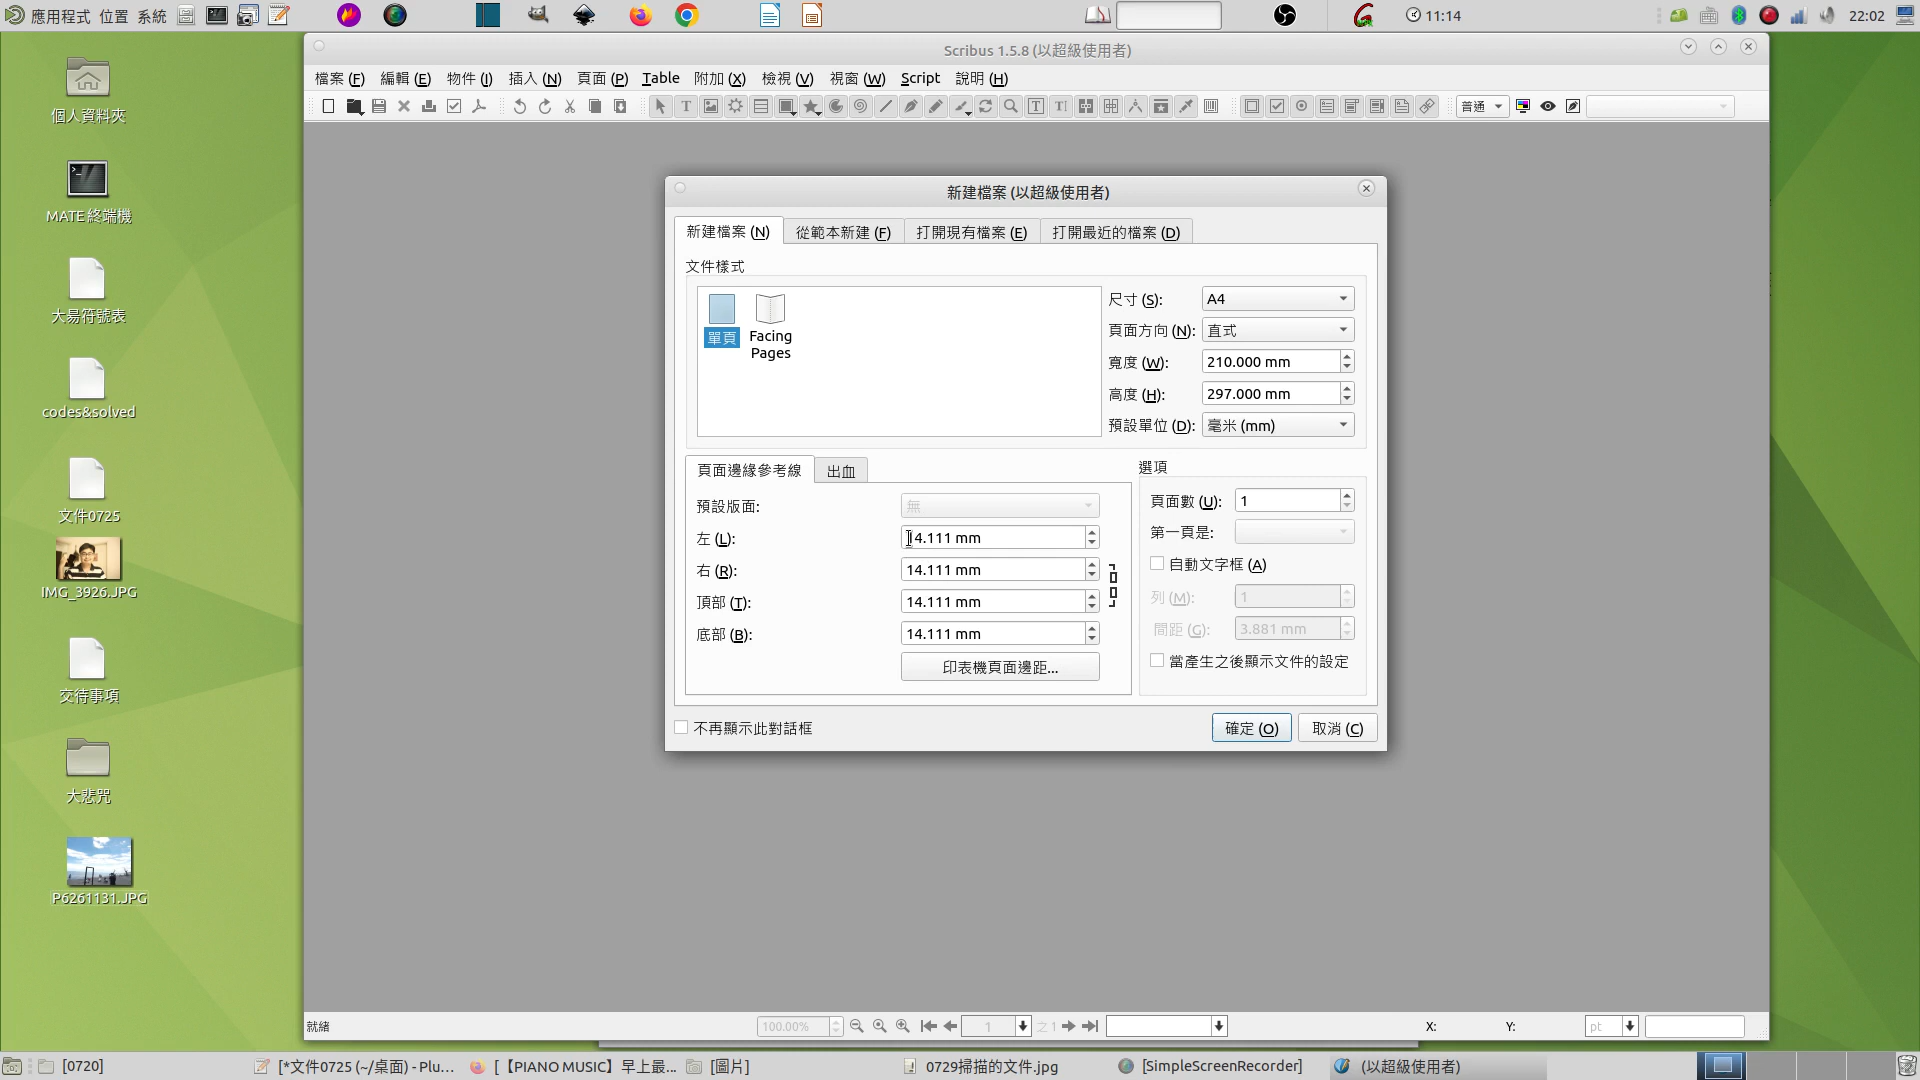 應用程式 位置 系統
11:14
22:02
Scribus 1.5.8 (以超級使用者)
檔案 (F) 編輯 (E) 物件 (I) 插入 (N) 頁面 (P) Table 附加 (X) 檢視 (V) 視窗 (W) Script 說明 (H)
普通
個人資料夾
MATE 終端機
大易符號表
codes&solved
文件0725
IMG_3926.JPG
交待事項
大悲咒
P6261131.JPG
新建檔案 (以超級使用者)
新建檔案 (N) 從範本新建 (F) 打開現有檔案 (E) 打開最近的檔案 (D)
文件樣式
單頁
Facing
Pages
尺寸 (S): A4
頁面方向 (N): 直式
寬度 (W): 210.000 mm
高度 (H): 297.000 mm
預設單位 (D): 毫米 (mm)
頁面邊緣參考線 出血
預設版面: 無
左 (L): 14.111 mm
右 (R): 14.111 mm
頂部 (T): 14.111 mm
底部 (B): 14.111 mm
印表機頁面邊距...
選項
頁面數 (U): 1
第一頁是:
自動文字框 (A)
列 (M): 1
間距 (G): 3.881 mm
當產生之後顯示文件的設定
不再顯示此對話框
確定 (O) 取消 (C)
就緒
100.00%
1
之 1
X:
Y:
pt
[0720]
[*文件0725 (~/桌面) - Plu...
[【PIANO MUSIC】早上最...
[圖片]
0729掃描的文件.jpg
[SimpleScreenRecorder]
(以超級使用者)